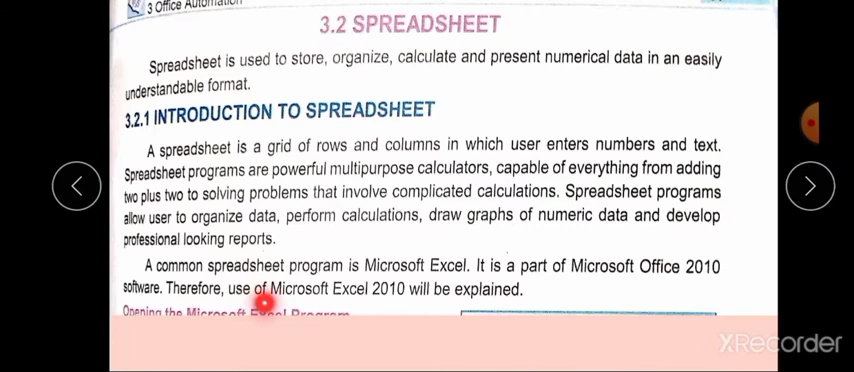 3 Office Automation
3.2 SPREADSHEET
Spreadsheet is used to store, organize, calculate and present numerical data in an easily
understandable format.
3.2.1 INTRODUCTION TO SPREADSHEET
A spreadsheet is a grid of rows and columns in which user enters numbers and text.
Spreadsheet programs are powerful multipurpose calculators, capable of everything from adding
two plus two to solving problems that involve complicated calculations. Spreadsheet programs
allow user to organize data, perform calculations, draw graphs of numeric data and develop
professional looking reports.
A common spreadsheet program is Microsoft Excel. It is a part of Microsoft Office 2010
software. Therefore, use of Microsoft Excel 2010 will be explained.
Opening the Microsoft Excel Program
XRecorder